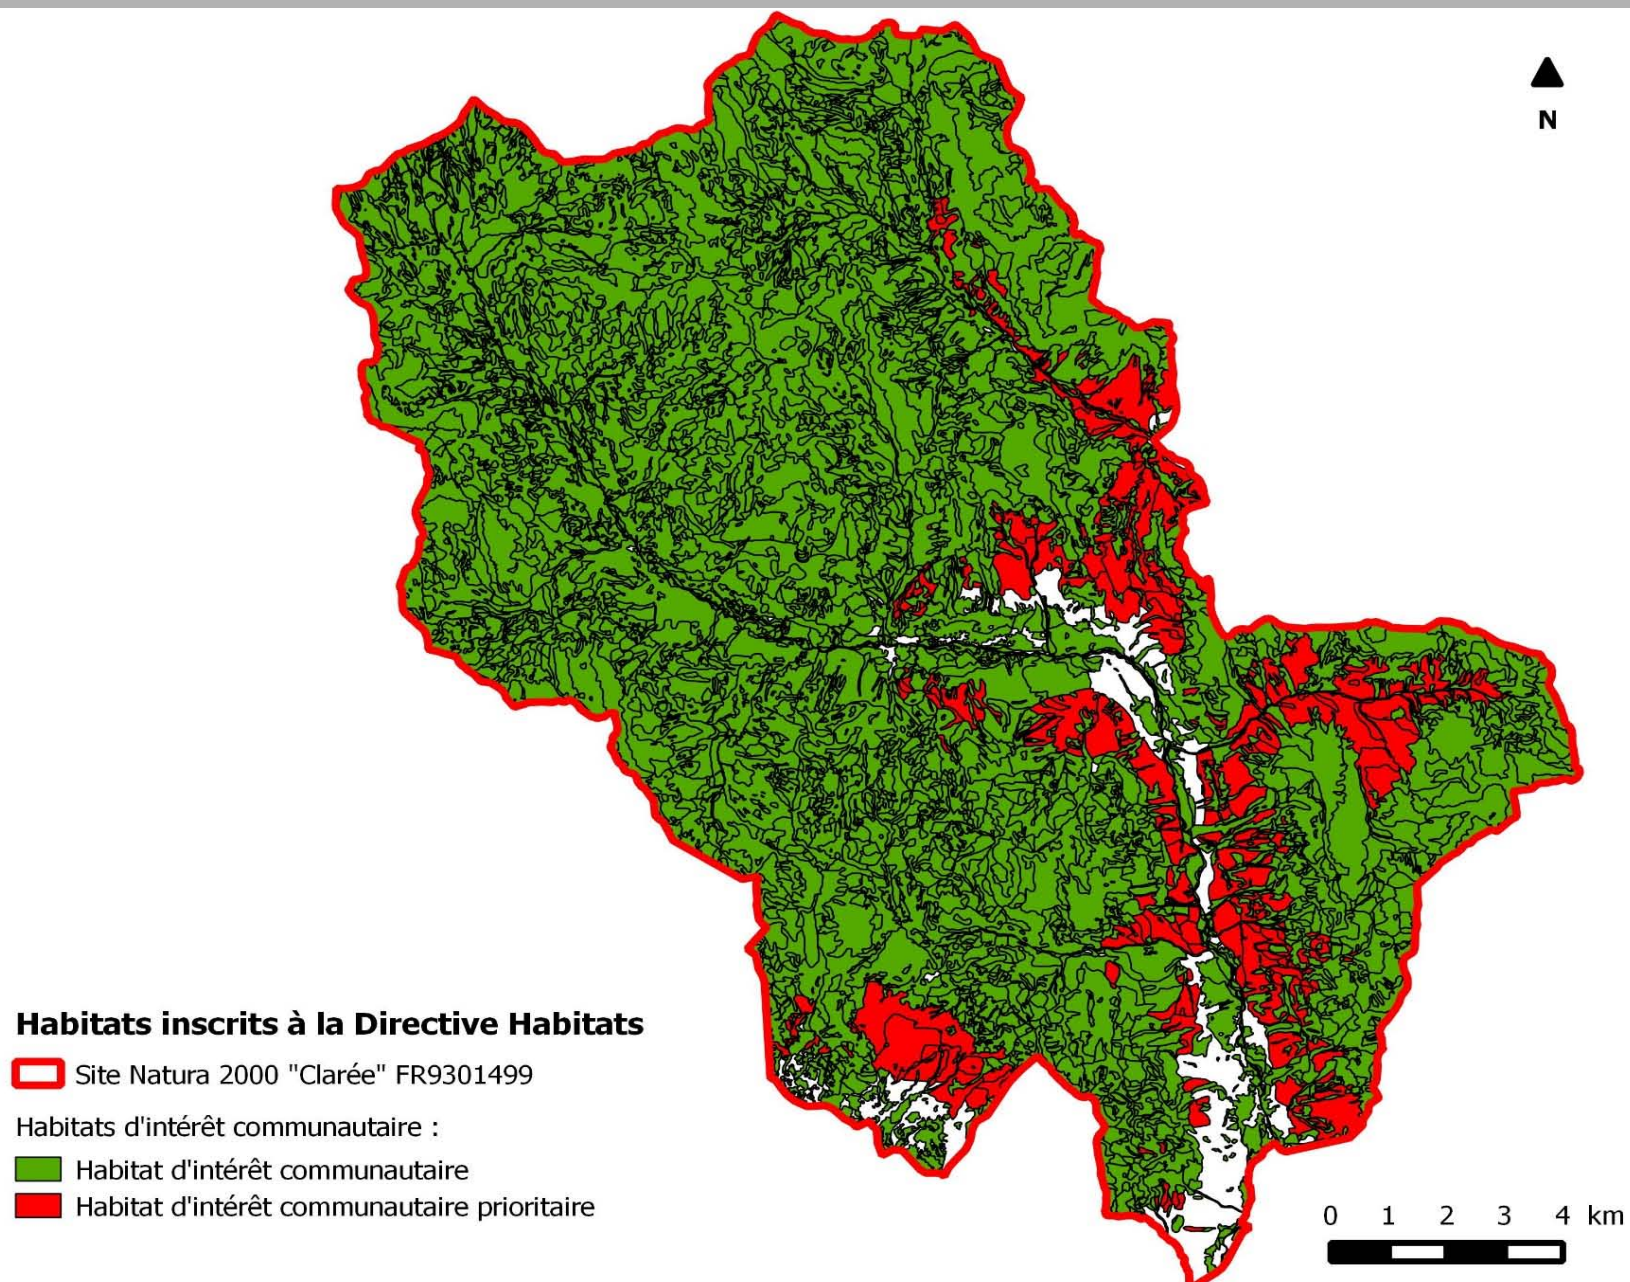 N
Habitats inscrits à la Directive Habitats
Site Natura 2000 "Clarée" FR9301499
Habitats d'intérêt communautaire :
Habitat d'intérêt communautaire
Habitat d'intérêt communautaire prioritaire
0 1 2 3 4 km